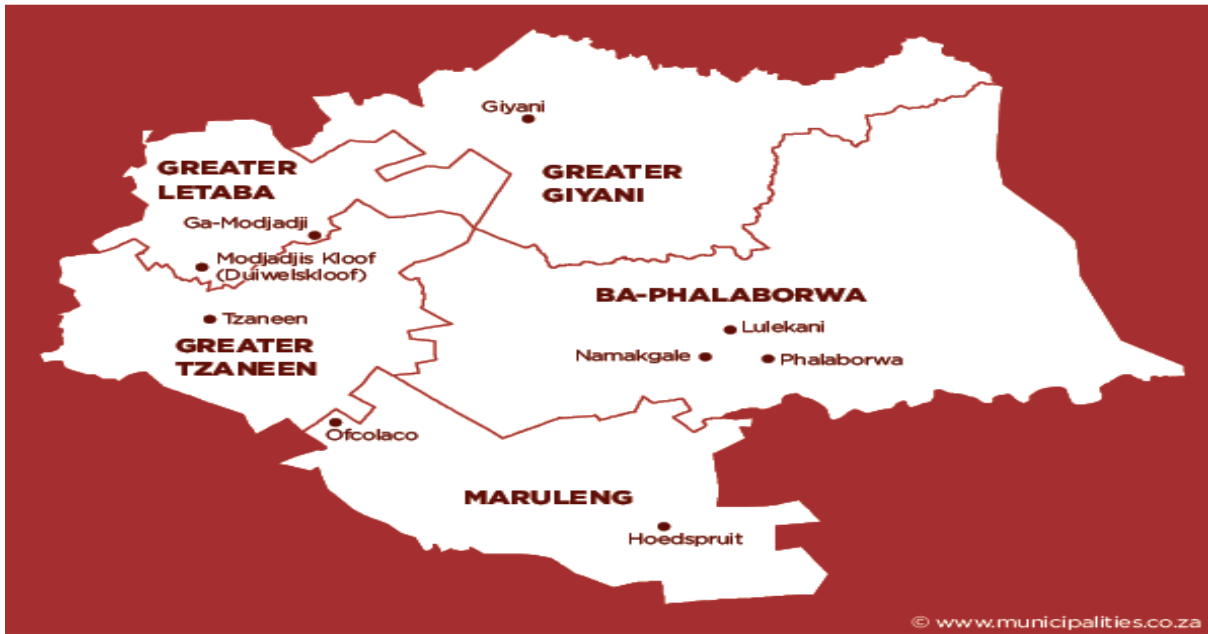 Giyani
GREATER
LETABA
GREATER
GIYANI
Ga-Modjadji
Modjadjis Kloof
(Duiwelskloof)
BA-PHALABORWA
Tzaneen
Lulekani
GREATER
TZANEEN
Namakgale
Phalaborwa
Ofcolaco
MARULENG
Hoedspruit
© www.municipalities.co.za